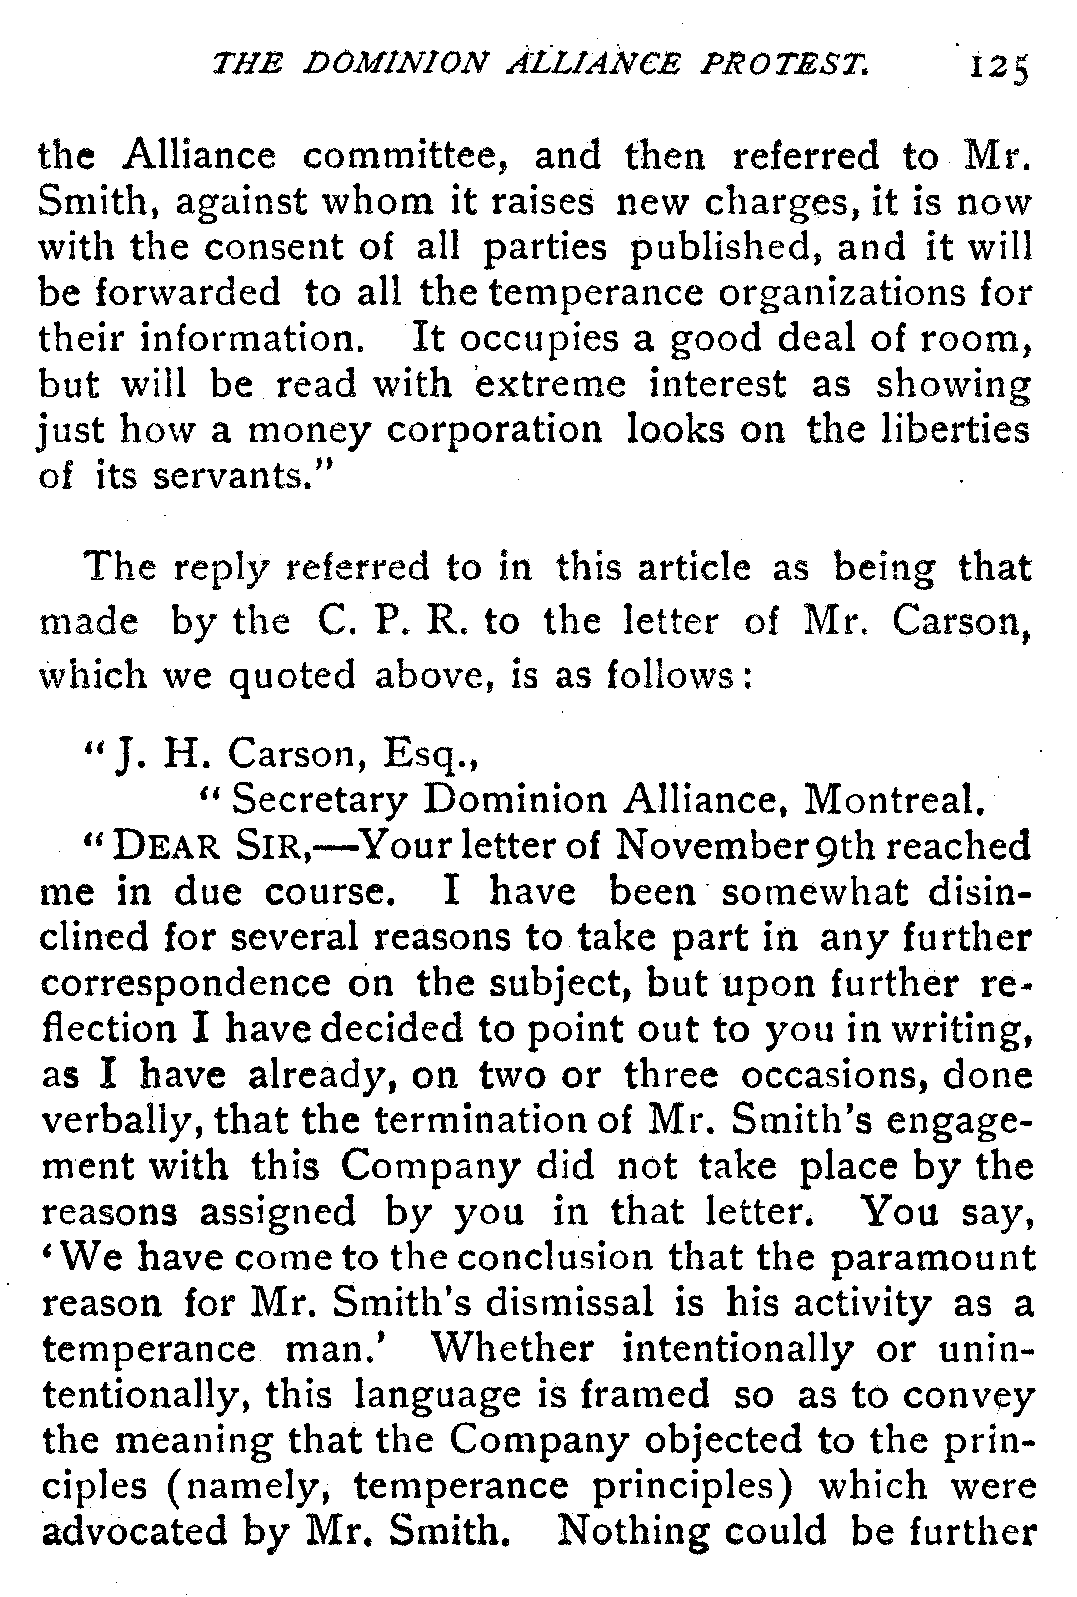 THE DOMINION ALLIANCE PROTEST. 125
the Alliance committee, and then referred to Mr.
Smith, against whom it raises new charges, it is now
with the consent of all parties published, and it will
be forwarded to all the temperance organizations for
their information. It occupies a good deal of room,
but will be read with extreme interest as showing
just how a money corporation looks on the liberties
of its servants."
The reply referred to in this article as being that
made by the C. P. R. to the letter of Mr. Carson,
which we quoted above, is as follows:
"J. H. Carson, Esq.,
"Secretary Dominion Alliance, Montreal.
"DEAR SIR,—Your letter of November 9th reached
me in due course. I have been somewhat disin-
clined for several reasons to take part in any further
correspondence on the subject, but upon further re-
flection I have decided to point out to you in writing,
as I have already, on two or three occasions, done
verbally, that the termination of Mr. Smith's engage-
ment with this Company did not take place by the
reasons assigned by you in that letter. You say,
'We have come to the conclusion that the paramount
reason for Mr. Smith's dismissal is his activity as a
temperance man.' Whether intentionally or unin-
tentionally, this language is framed so as to convey
the meaning that the Company objected to the prin-
ciples (namely, temperance principles) which were
advocated by Mr. Smith. Nothing could be further